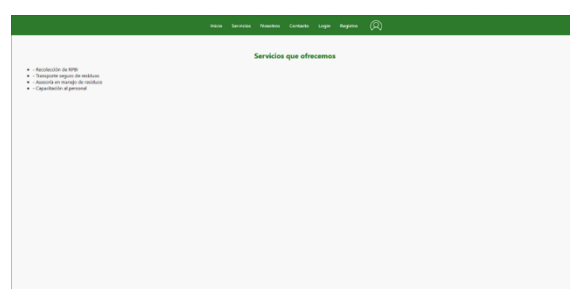 Inicio Servicios Nosotros Contacto Login Registro
Servicios que ofrecemos
- Recolección de RPBI
- Transporte seguro de residuos
- Asesoría en manejo de residuos
- Capacitación al personal